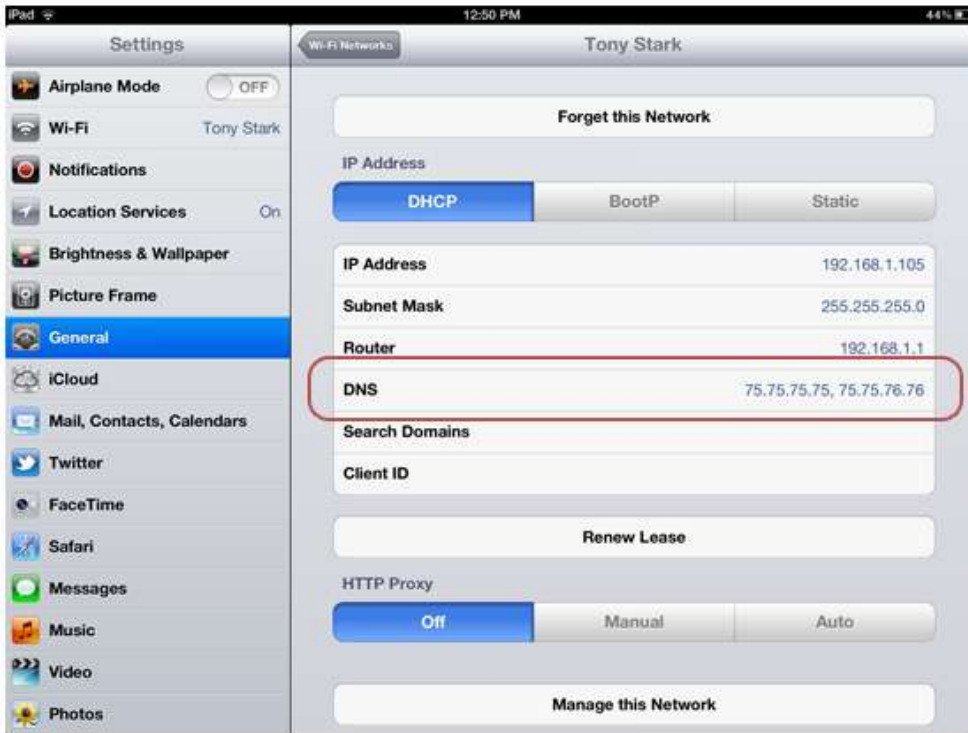 iPad 12:50 PM 44%
Settings
Wi-Fi Networks Tony Stark
Airplane Mode OFF
Wi-Fi Tony Stark
Notifications
Location Services On
Brightness & Wallpaper
Picture Frame
General
iCloud
Mail, Contacts, Calendars
Twitter
FaceTime
Safari
Messages
Music
Video
Photos
Forget this Network
IP Address
DHCP BootP Static
IP Address 192.168.1.105
Subnet Mask 255.255.255.0
Router 192.168.1.1
DNS 75.75.75.75, 75.75.76.76
Search Domains
Client ID
Renew Lease
HTTP Proxy
Off Manual Auto
Manage this Network